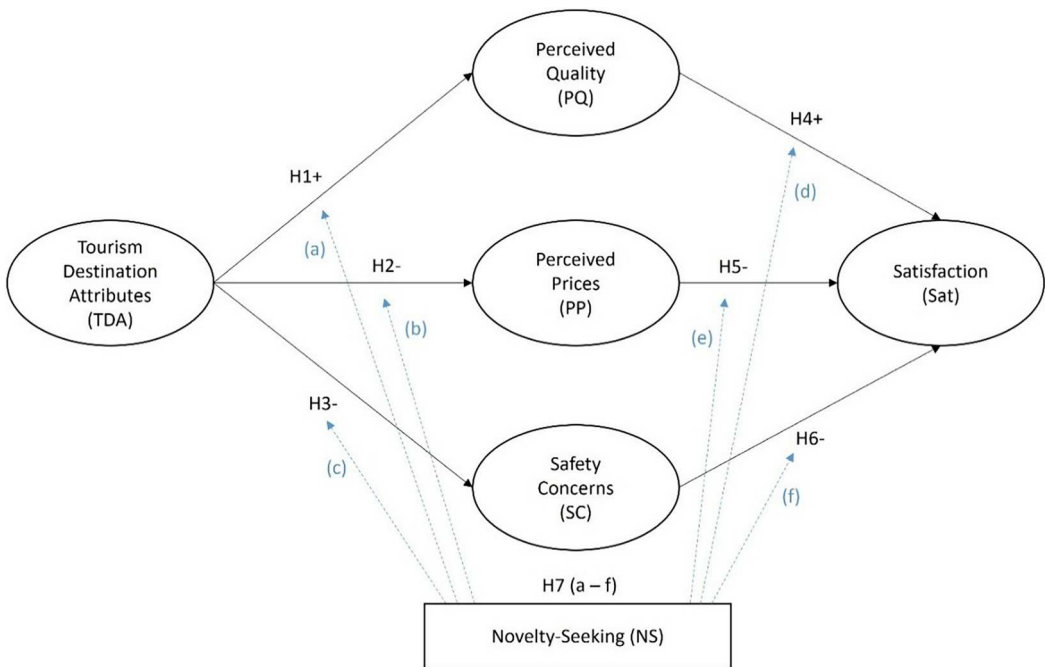 Perceived
Quality
(PQ)
H4+
H1+
(d)
(a)
Tourism
Destination
Attributes
(TDA)
H2-
Perceived
Prices
(PP)
H5-
Satisfaction
(Sat)
(b)
(e)
H3-
H6-
(c)
Safety
Concerns
(SC)
(f)
H7 (a – f)
Novelty-Seeking (NS)